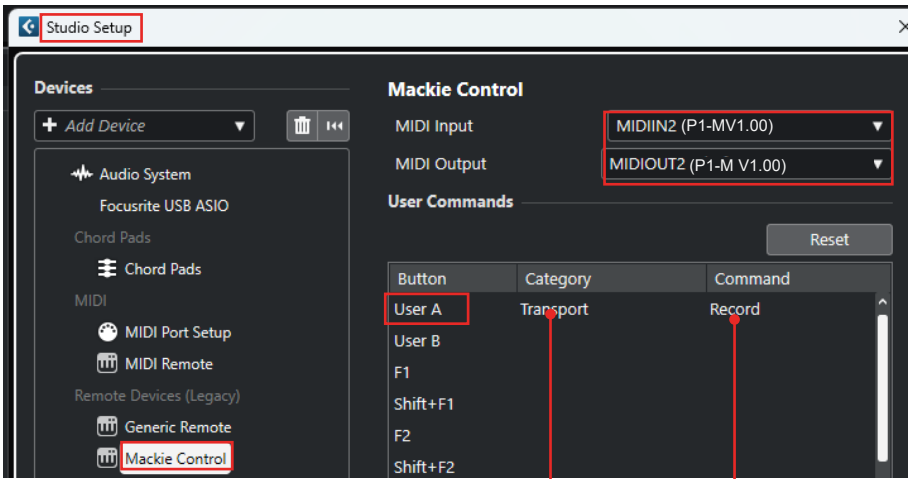 Studio Setup
Devices
+ Add Device
Audio System
Focusrite USB ASIO
Chord Pads
Chord Pads
MIDI
MIDI Port Setup
MIDI Remote
Remote Devices (Legacy)
Generic Remote
Mackie Control
Mackie Control
MIDI Input MIDIIN2 (P1-MV1.00)
MIDI Output MIDIOUT2 (P1-M V1.00)
User Commands
Reset
Button Category Command
User A Transport Record
User B
F1
Shift+F1
F2
Shift+F2